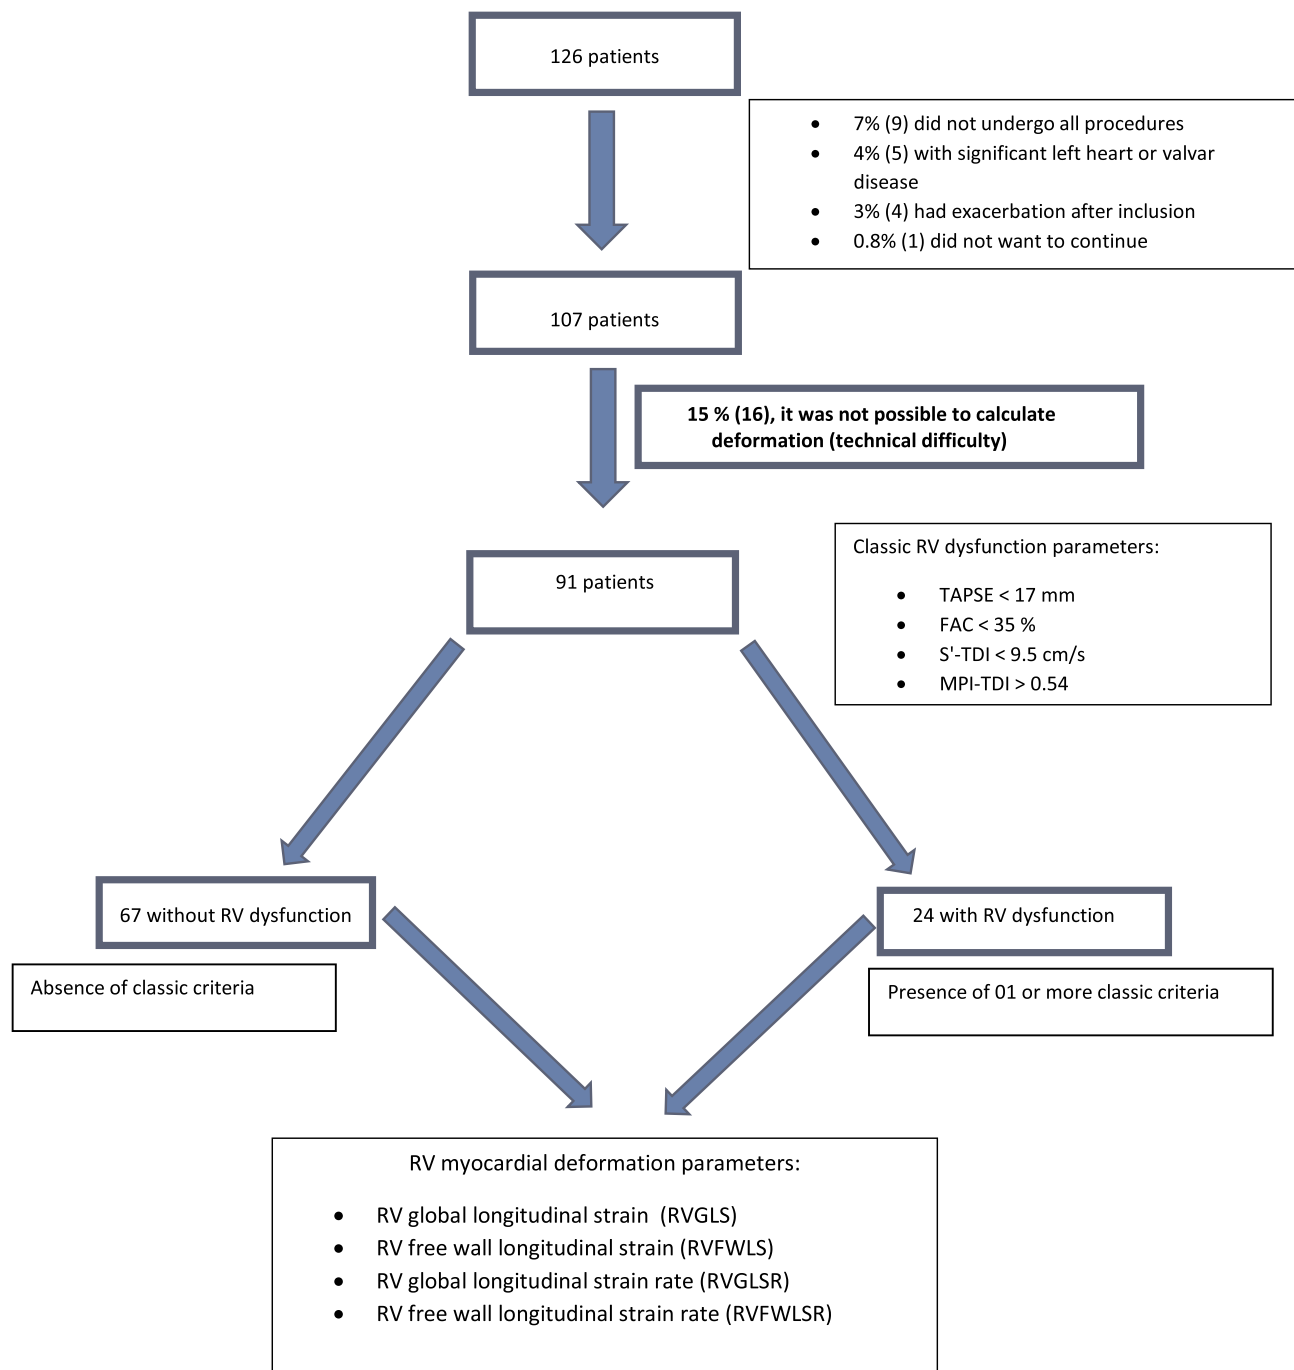 126 patients
• 7% (9) did not undergo all procedures
• 4% (5) with significant left heart or valvar
disease
• 3% (4) had exacerbation after inclusion
• 0.8% (1) did not want to continue
107 patients
15 % (16), it was not possible to calculate
deformation (technical difficulty)
91 patients
Classic RV dysfunction parameters:
• TAPSE < 17 mm
• FAC < 35 %
• S'-TDI < 9.5 cm/s
• MPI-TDI > 0.54
67 without RV dysfunction
24 with RV dysfunction
Absence of classic criteria
Presence of 01 or more classic criteria
RV myocardial deformation parameters:
• RV global longitudinal strain (RVGLS)
• RV free wall longitudinal strain (RVFWLS)
• RV global longitudinal strain rate (RVGLSR)
• RV free wall longitudinal strain rate (RVFWLSR)